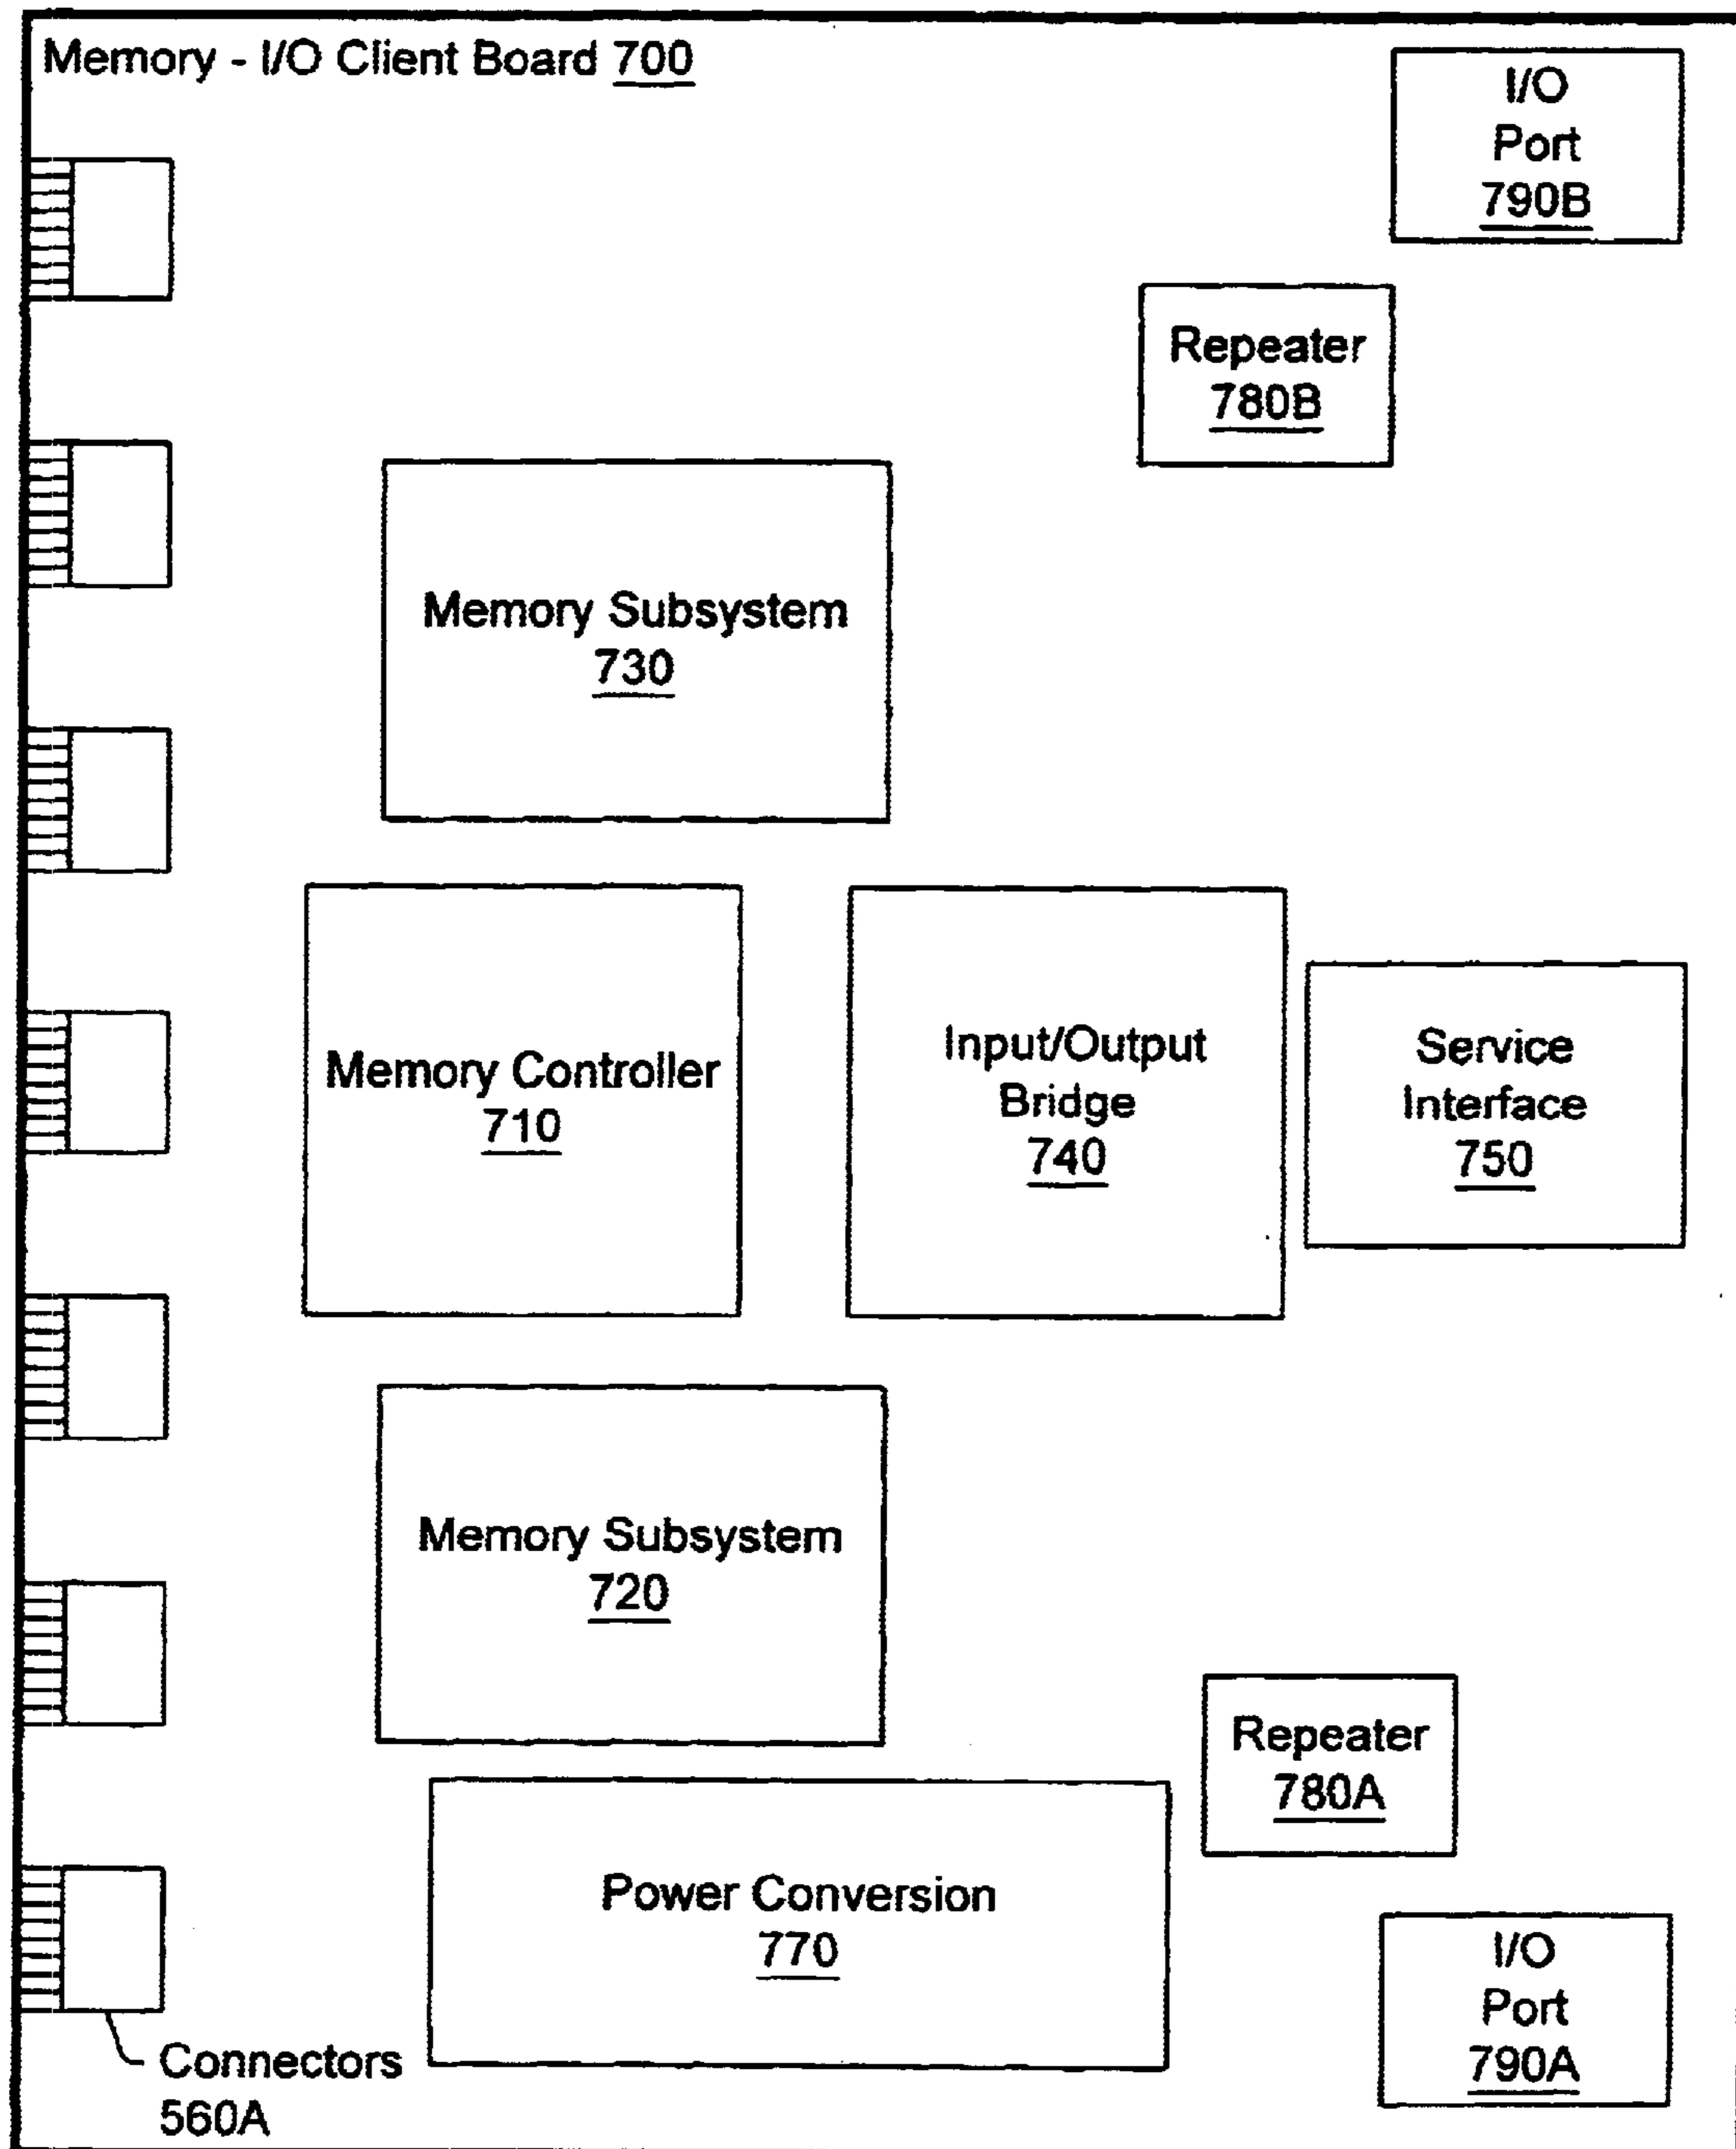 Memory - I/O Client Board 700
I/O
Port
790B
Repeater
780B
Memory Subsystem
730
Memory Controller
710
Input/Output
Bridge
740
Service
Interface
750
Memory Subsystem
720
Repeater
780A
Power Conversion
770
I/O
Port
790A
Connectors
560A